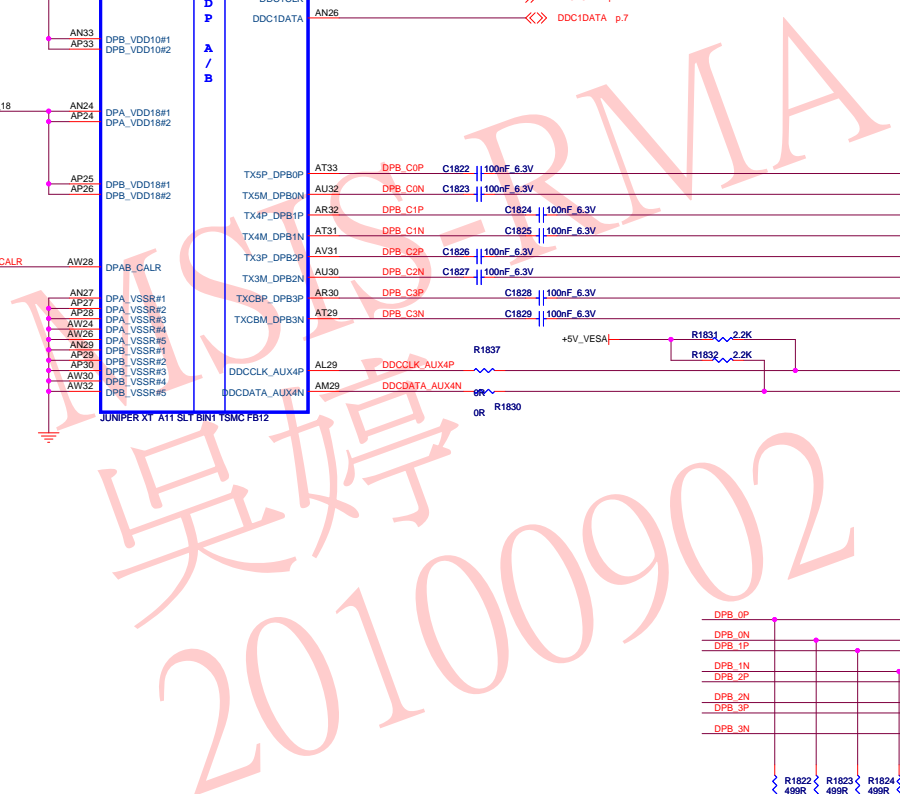 DDC1DATA
AN26
DDC1DATA p.7
D
P
A
/
B
AN33
DPB_VDD10#1
AP33
DPB_VDD10#2
18
AN24
DPA_VDD18#1
AP24
DPA_VDD18#2
AP25
DPB_VDD18#1
AP26
DPB_VDD18#2
TX5P_DPB0P
AT33
DPB_C0P
C1822
100nF_6.3V
TX5M_DPB0N
AU32
DPB_C0N
C1823
100nF_6.3V
TX4P_DPB1P
AR32
DPB_C1P
C1824
100nF_6.3V
TX4M_DPB1N
AT31
DPB_C1N
C1825
100nF_6.3V
TX3P_DPB2P
AV31
DPB_C2P
C1826
100nF_6.3V
CALR
AW28
DPAB_CALR
TX3M_DPB2N
AU30
DPB_C2N
C1827
100nF_6.3V
TXCBP_DPB3P
AR30
DPB_C3P
C1828
100nF_6.3V
TXCBM_DPB3N
AT29
DPB_C3N
C1829
100nF_6.3V
AN27
DPA_VSSR#1
AP27
DPA_VSSR#2
AP28
DPA_VSSR#3
AW24
DPA_VSSR#4
AW26
DPA_VSSR#5
AN29
DPB_VSSR#1
AP29
DPB_VSSR#2
AP30
DPB_VSSR#3
AW30
DPB_VSSR#4
AW32
DPB_VSSR#5
+5V_VESA
R1831
2.2K
R1832
2.2K
R1837
DDCCLK_AUX4P
AL29
DDCCLK_AUX4P
DDCDATA_AUX4N
AM29
DDCDATA_AUX4N
0R
R1830
0R
JUNIPER XT A11 SLT BIN1 TSMC FB12
MSIS-RMA
吳婷
20100902
DPB_0P
DPB_0N
DPB_1P
DPB_1N
DPB_2P
DPB_2N
DPB_3P
DPB_3N
R1822
499R
R1823
499R
R1824
499R